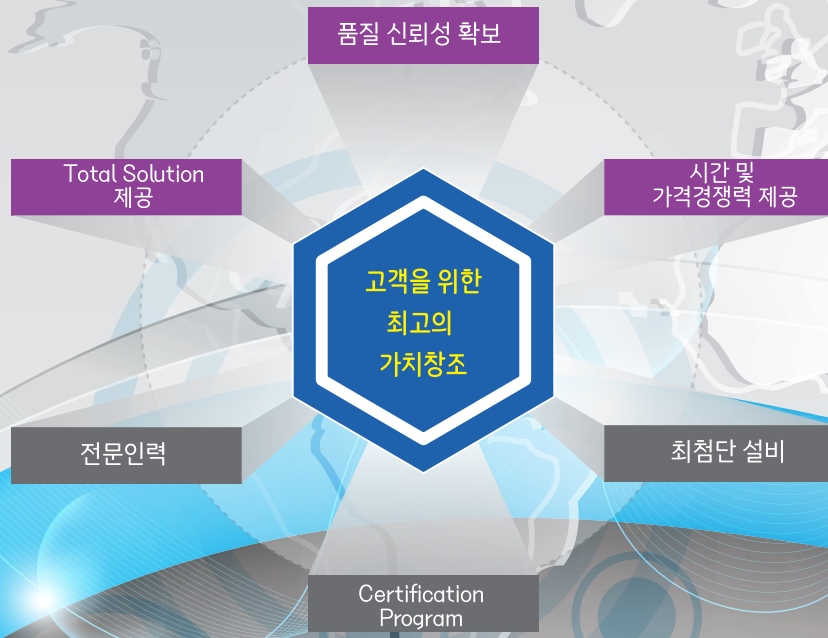 품질 신뢰성 확보
Total Solution
제공
시간 및
가격경쟁력 제공
고객을 위한
최고의
가치창조
전문인력
최첨단 설비
Certification
Program